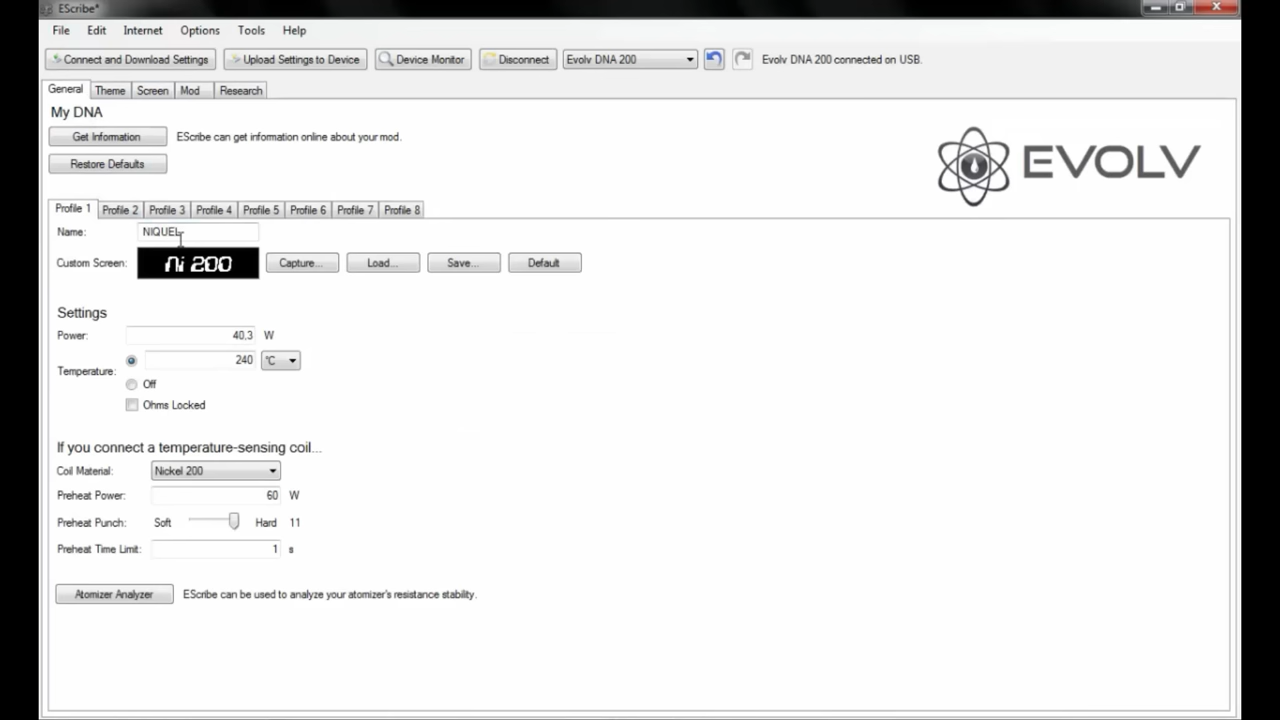 EScribe*
File Edit Internet Options Tools Help
Connect and Download Settings Upload Settings to Device Device Monitor Disconnect Evolv DNA 200 Evolv DNA 200 connected on USB.
General Theme Screen Mod Research
My DNA
Get Information EScribe can get information online about your mod.
Restore Defaults
EVOLV
Profile 1 Profile 2 Profile 3 Profile 4 Profile 5 Profile 6 Profile 7 Profile 8
Name: NIQUEL
Custom Screen: Ni 200 Capture... Load... Save... Default
Settings
Power: 40,3 W
Temperature: 240 °C
Off
Ohms Locked
If you connect a temperature-sensing coil...
Coil Material: Nickel 200
Preheat Power: 60 W
Preheat Punch: Soft Hard 11
Preheat Time Limit: 1 s
Atomizer Analyzer EScribe can be used to analyze your atomizer's resistance stability.